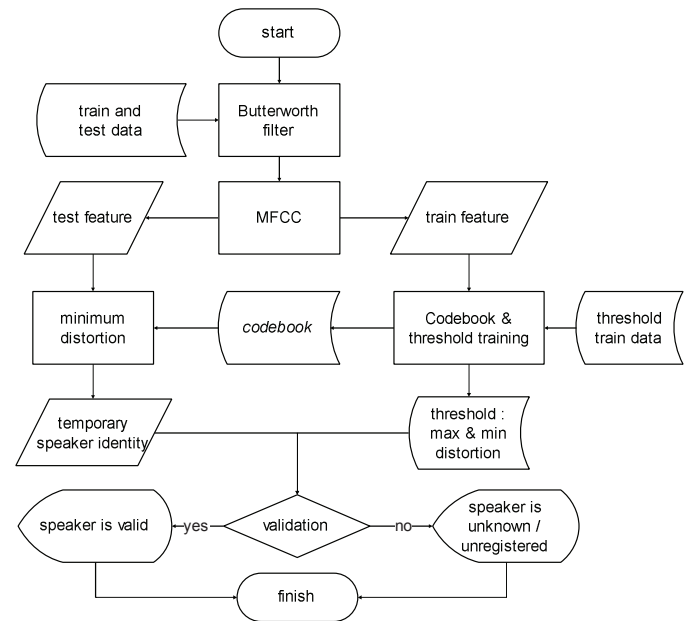 start
train and
test data
Butterworth
filter
test feature
MFCC
train feature
minimum
distortion
codebook
Codebook &
threshold training
threshold
train data
temporary
speaker identity
threshold :
max & min
distortion
speaker is valid
yes
validation
no
speaker is
unknown /
unregistered
finish